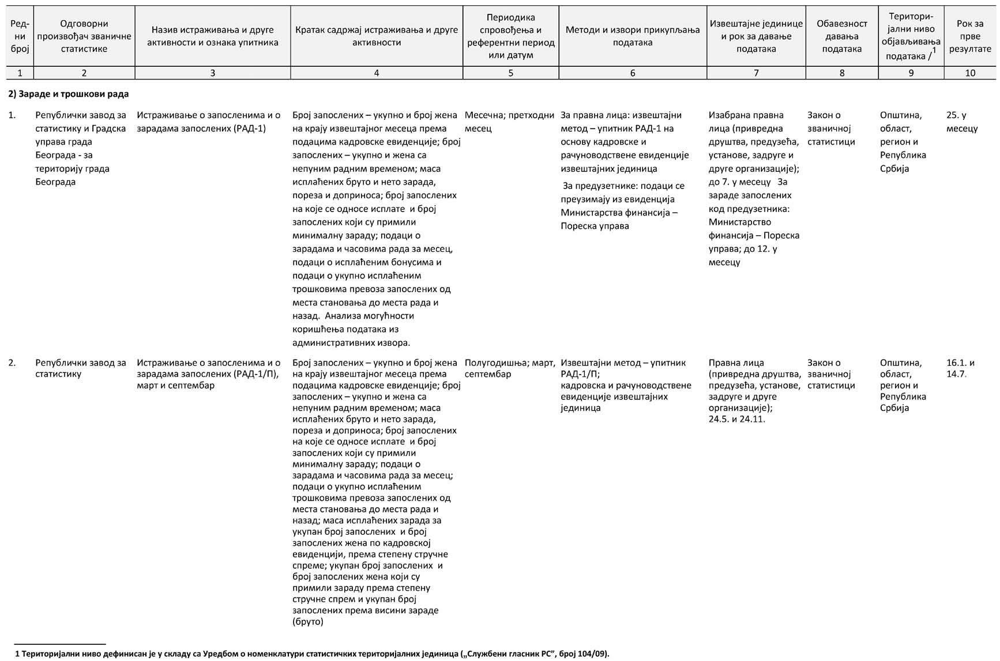 Ред-
ни
број
Одговорни
произвођач званичне
статистике
Назив истраживања и друге
активности и ознака упитника
Кратак садржај истраживања и друге
активности
Периодика
спровођења и
референтни период
или датум
Методи и извори прикупљања
података
Извештајне јединице
и рок за давање
података
Обавезност
давања
података
Територи-
јални ниво
објављивања
података /1
Рок за
прве
резултате
1 2 3 4 5 6 7 8 9 10
2) Зараде и трошкови рада
1.
Републички завод за
статистику и Градска
управа града
Београда - за
територију града
Београда
Истраживање о запосленима и о
зарадама запослених (РАД-1)
Број запослених – укупно и број жена
на крају извештајног месеца према
подацима кадровске евиденције; број
запослених – укупно и жена са
непуним радним временом; маса
исплаћених бруто и нето зарада,
пореза и доприноса; број запослених
на које се односе исплате и број
запослених који су примили
минималну зараду; подаци о
зарадама и часовима рада за месец,
подаци о исплаћеним бонусима и
подаци о укупно исплаћеним
трошковима превоза запослених од
места становања до места рада и
назад. Анализа могућности
коришћења података из
административних извора.
Месечна; претходни
месец
За правна лица: извештајни
метод – упитник РАД-1 на
основу кадровске и
рачуноводствене евиденције
извештајних јединица
За предузетнике: подаци се
преузимају из евиденција
Министарства финансија –
Пореска управа
Изабрана правна
лица (привредна
друштва, предузећа,
установе, задруге и
друге организације);
до 7. у месецу За
зараде запослених
код предузетника:
Министарство
финансија – Пореска
управа; до 12. у
месецу
Закон о
званичној
статистици
Општина,
област,
регион и
Република
Србија
25. у
месецу
2.
Републички завод за
статистику
Истраживање о запосленима и о
зарадама запослених (РАД-1/П),
март и септембар
Број запослених – укупно и број жена
на крају извештајног месеца према
подацима кадровске евиденције; број
запослених – укупно и жена са
непуним радним временом; маса
исплаћених бруто и нето зарада,
пореза и доприноса; број запослених
на које се односе исплате и број
запослених који су примили
минималну зараду; подаци о
зарадама и часовима рада за месец;
подаци о укупно исплаћеним
трошковима превоза запослених од
места становања до места рада и
назад; маса исплаћених зарада за
укупан број запослених и број
запослених жена по кадровској
евиденцији, према степену стручне
спреме; укупан број запослених и
број запослених жена који су
примили зараду према степену
стручне спрем и укупан број
запослених према висини зараде
(бруто)
Полугодишња; март,
септембар
Извештајни метод – упитник
РАД-1/П;
кадровска и рачуноводствене
евиденције извештајних
јединица
Правна лица
(привредна друштва,
предузећа, установе,
задруге и друге
организације);
24.5. и 24.11.
Закон о
званичној
статистици
Општина,
област,
регион и
Република
Србија
16.1. и
14.7.
1 Територијални ниво дефинисан је у складу са Уредбом о номенклатури статистичких територијалних јединица („Службени гласник РС”, број 104/09).